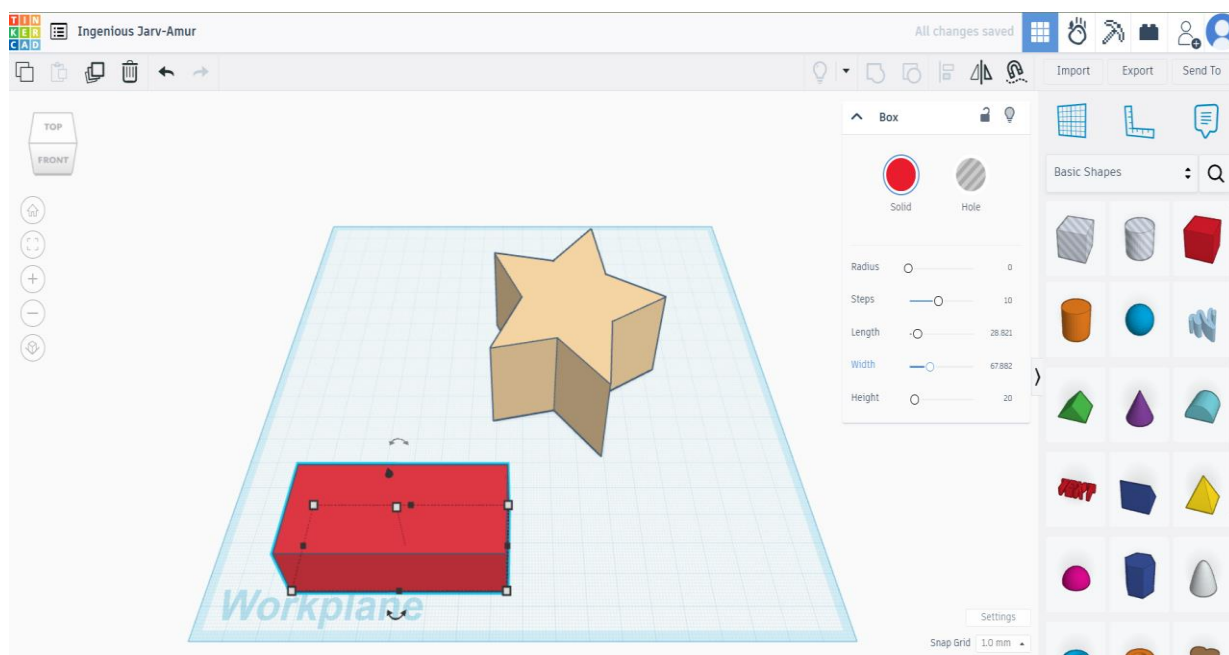 TIN
KER
CAD
Ingenious Jarv-Amur
All changes saved
Import
Export
Send To
TOP
FRONT
Box
Solid
Hole
Radius 0
Steps 10
Length 28.821
Width 67.882
Height 20
Basic Shapes
TEXT
Workplane
Settings
Snap Grid 1.0 mm